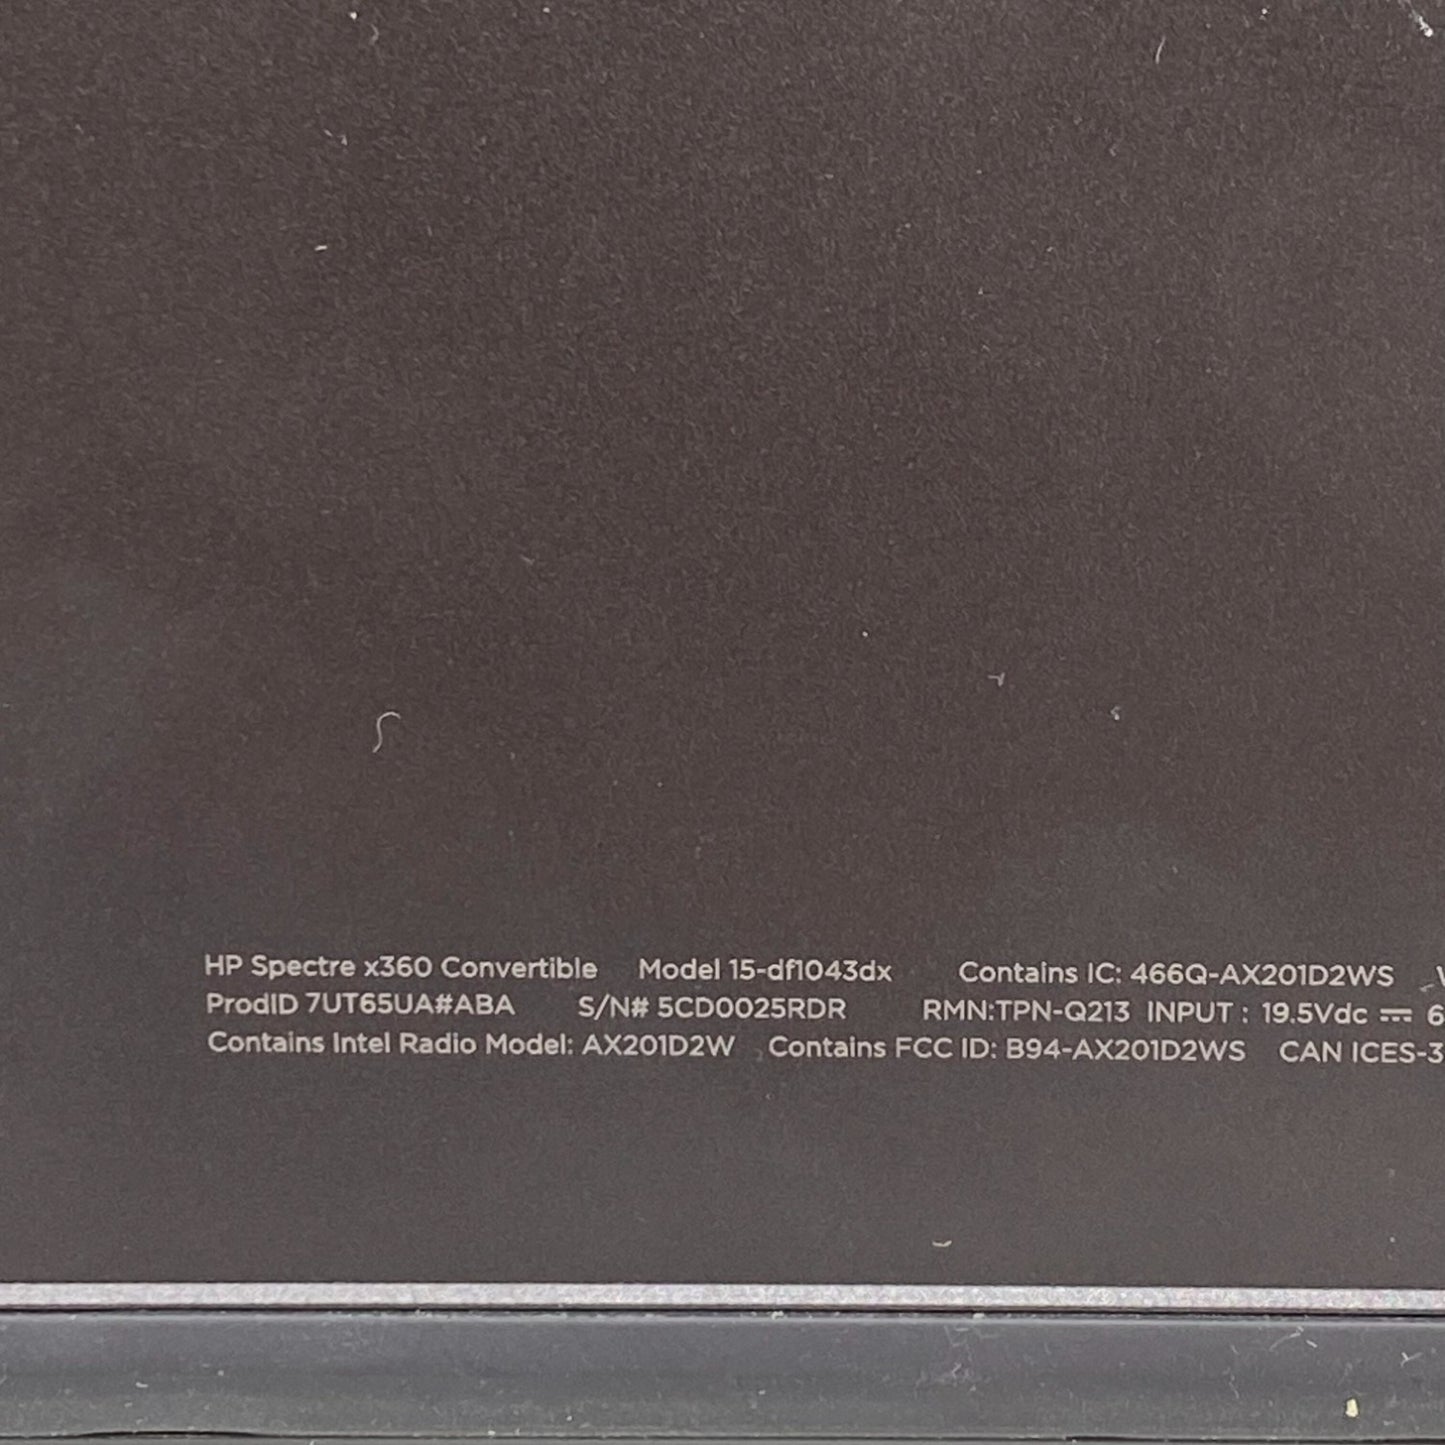 HP Spectre x360 Convertible Model 15-df1043dx Contains IC: 466Q-AX201D2WS
ProdID 7UT65UA#ABA S/N# 5CD0025RDR RMN:TPN-Q213 INPUT : 19.5Vdc ⎓ 6
Contains Intel Radio Model: AX201D2W Contains FCC ID: B94-AX201D2WS CAN ICES-3